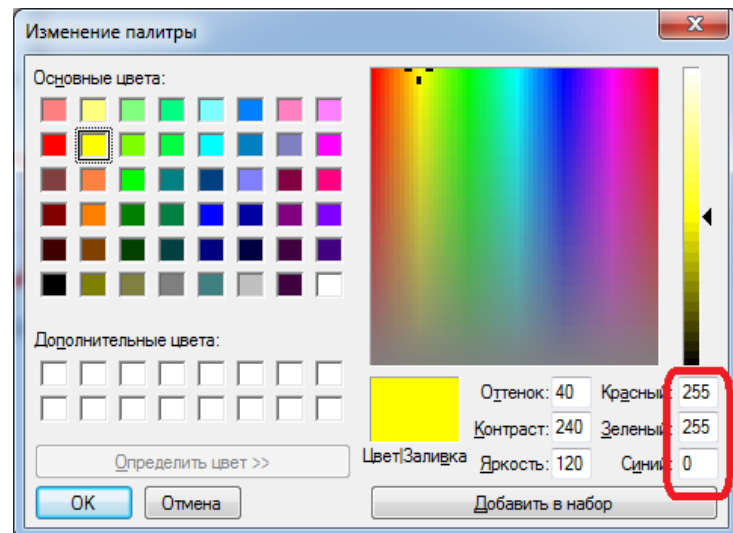 Изменение палитры
Основные цвета:
Дополнительные цвета:
Определить цвет >>
ОК
Отмена
Цвет|Заливка
Оттенок: 40
Контраст: 240
Яркость: 120
Красный: 255
Зеленый: 255
Синий: 0
Добавить в набор